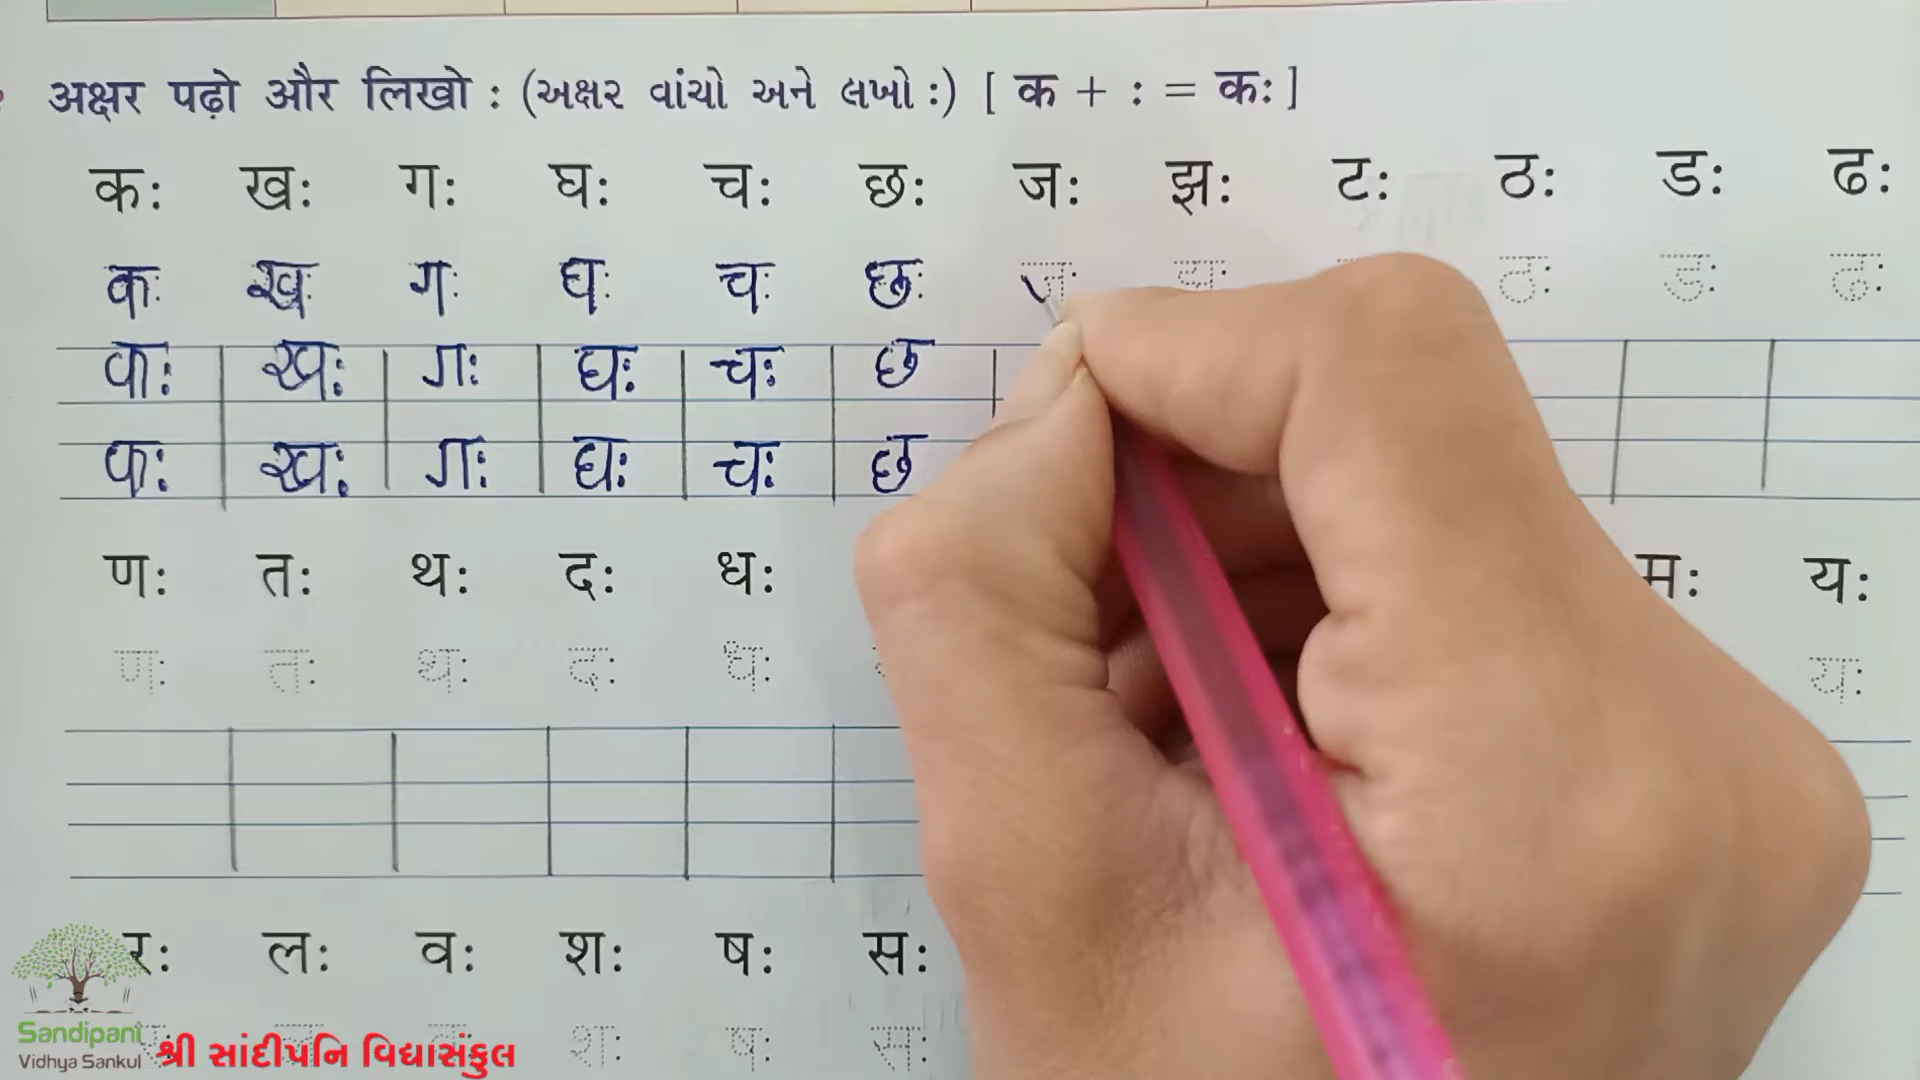 अक्षर पढ़ो और लिखो : (અક્ષર વાંચો અને લખો :) [ क + : = कः ]
कः खः गः घः चः छः जः झः टः ठः डः ढः
कः खः गः घः चः छः जः यः ठः डः ढः
कः खः गः घः चः छ
कः खः गः घः चः छ
णः तः थः दः धः मः यः
णः तः थः दः धः यः
रः लः वः शः षः सः
शः षः सः
Sandipani
Vidhya Sankul
શ્રી સાંદીપનિ વિદ્યાસંકુલ